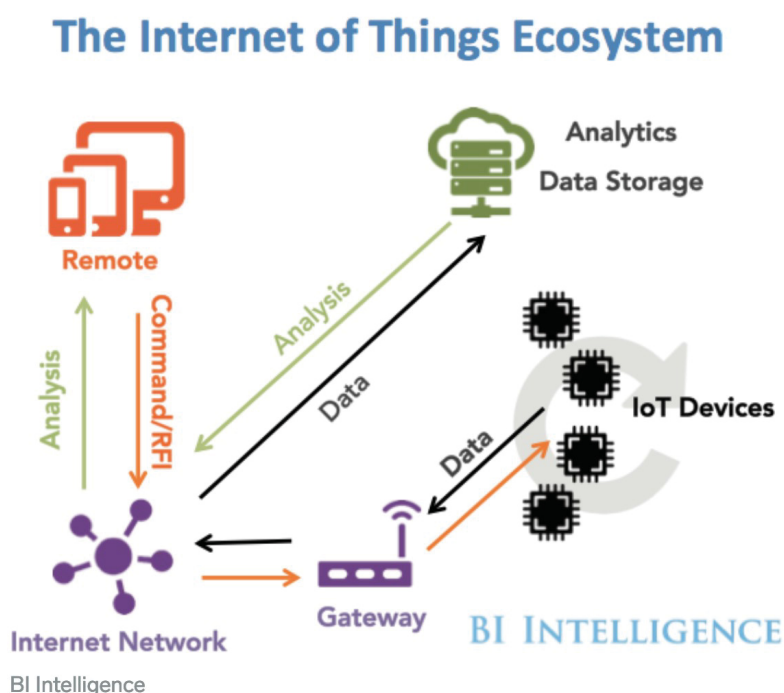 The Internet of Things Ecosystem
Analytics
Data Storage
Remote
Analysis
Command/RFI
Analysis
Data
IoT Devices
Data
Gateway
Internet Network
BI INTELLIGENCE
BI Intelligence